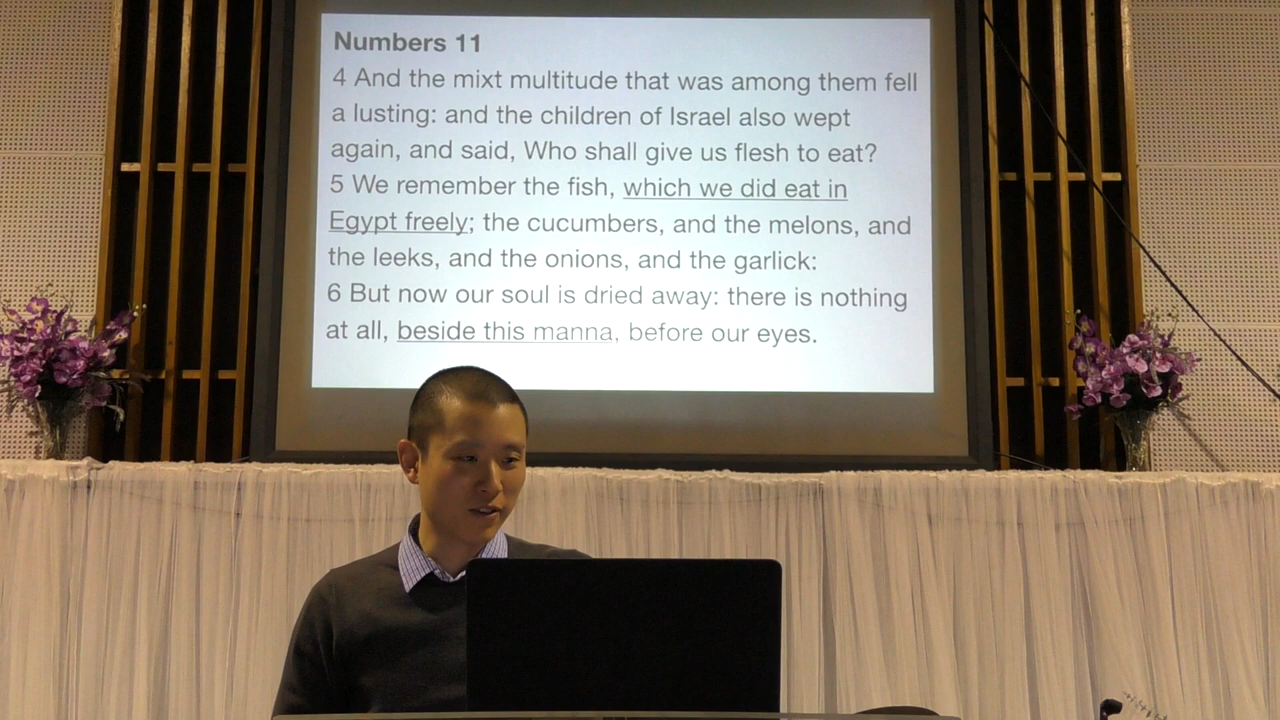 Numbers 11
4 And the mixt multitude that was among them fell
a lusting: and the children of Israel also wept
again, and said, Who shall give us flesh to eat?
5 We remember the fish, which we did eat in
Egypt freely; the cucumbers, and the melons, and
the leeks, and the onions, and the garlick:
6 But now our soul is dried away: there is nothing
at all, beside this manna, before our eyes.